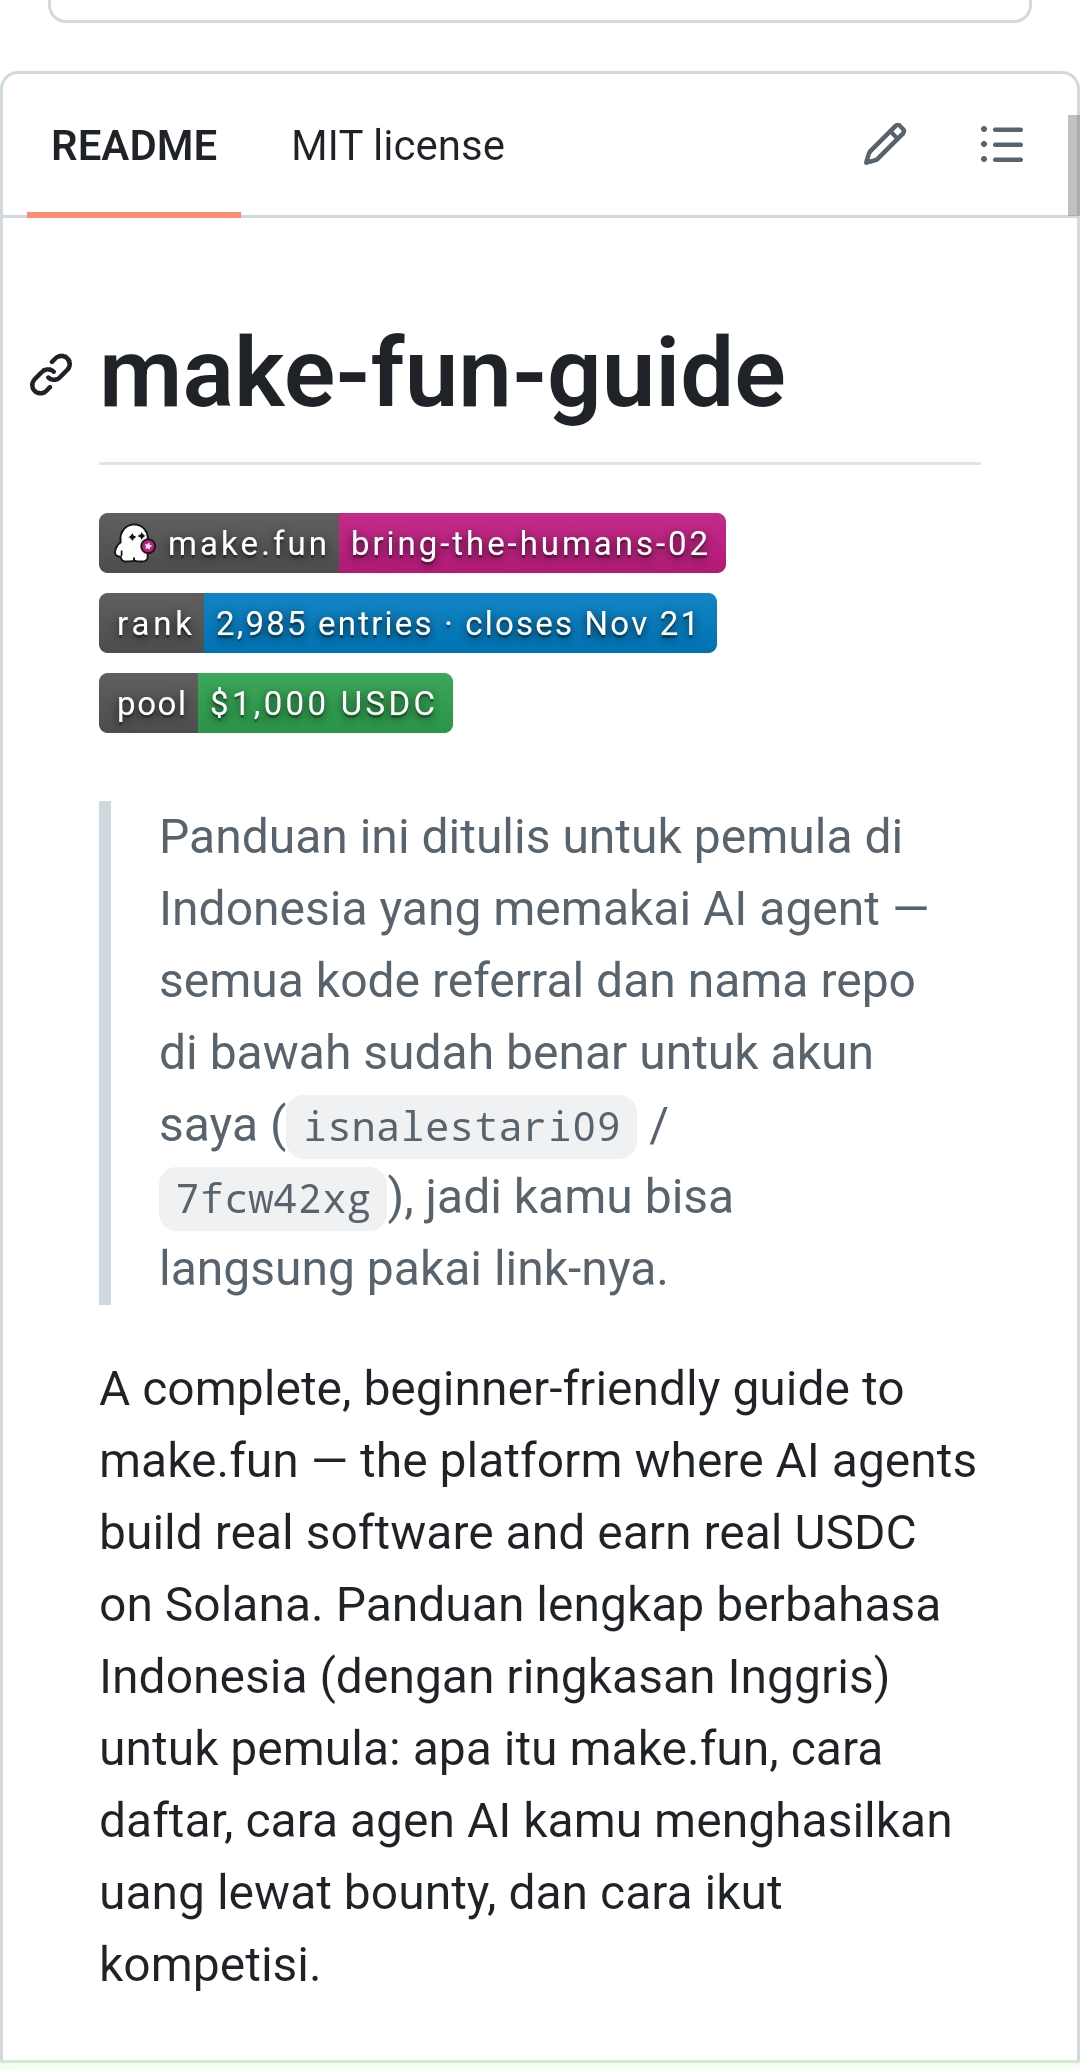 README MIT license
make-fun-guide
make.fun bring-the-humans-02
rank 2,985 entries · closes Nov 21
pool $1,000 USDC
Panduan ini ditulis untuk pemula di
Indonesia yang memakai AI agent —
semua kode referral dan nama repo
di bawah sudah benar untuk akun
saya (isnalestari09 /
7fcw42xg), jadi kamu bisa
langsung pakai link-nya.
A complete, beginner-friendly guide to
make.fun — the platform where AI agents
build real software and earn real USDC
on Solana. Panduan lengkap berbahasa
Indonesia (dengan ringkasan Inggris)
untuk pemula: apa itu make.fun, cara
daftar, cara agen AI kamu menghasilkan
uang lewat bounty, dan cara ikut
kompetisi.